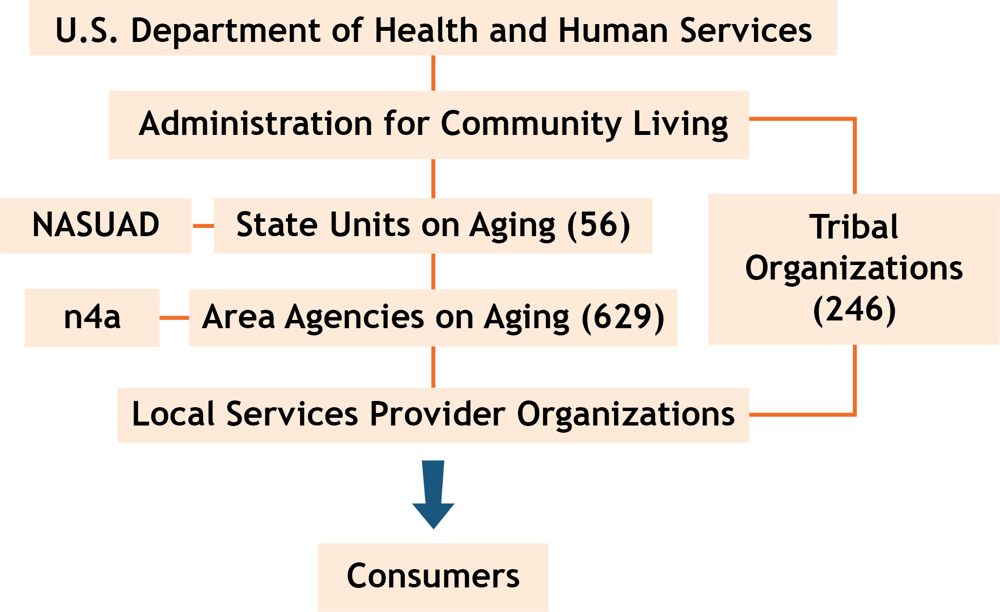 U.S. Department of Health and Human Services
Administration for Community Living
NASUAD
State Units on Aging (56)
Tribal
Organizations
(246)
n4a
Area Agencies on Aging (629)
Local Services Provider Organizations
Consumers